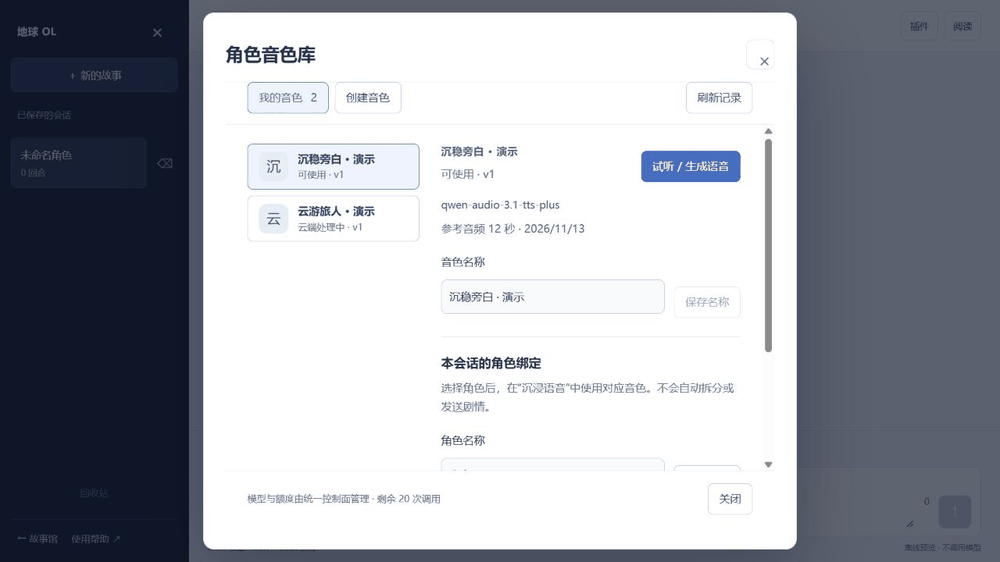 地球 OL
+ 新的故事
已保存的会话
未命名角色
0 回合
回收站
← 故事馆 使用帮助 ↗
插件 阅读
角色音色库
我的音色 2 创建音色 刷新记录
沉
沉稳旁白 · 演示
可使用 · v1
云
云游旅人 · 演示
云端处理中 · v1
沉稳旁白 · 演示
可使用 · v1
试听 / 生成语音
qwen-audio-3.1-tts-plus
参考音频 12 秒 · 2026/11/13
音色名称
沉稳旁白 · 演示
保存名称
本会话的角色绑定
选择角色后，在“沉浸语音”中使用对应音色。不会自动拆分或
发送剧情。
角色名称
模型与额度由统一控制面管理 · 剩余 20 次调用
关闭
0
离线预览 · 不调用模型